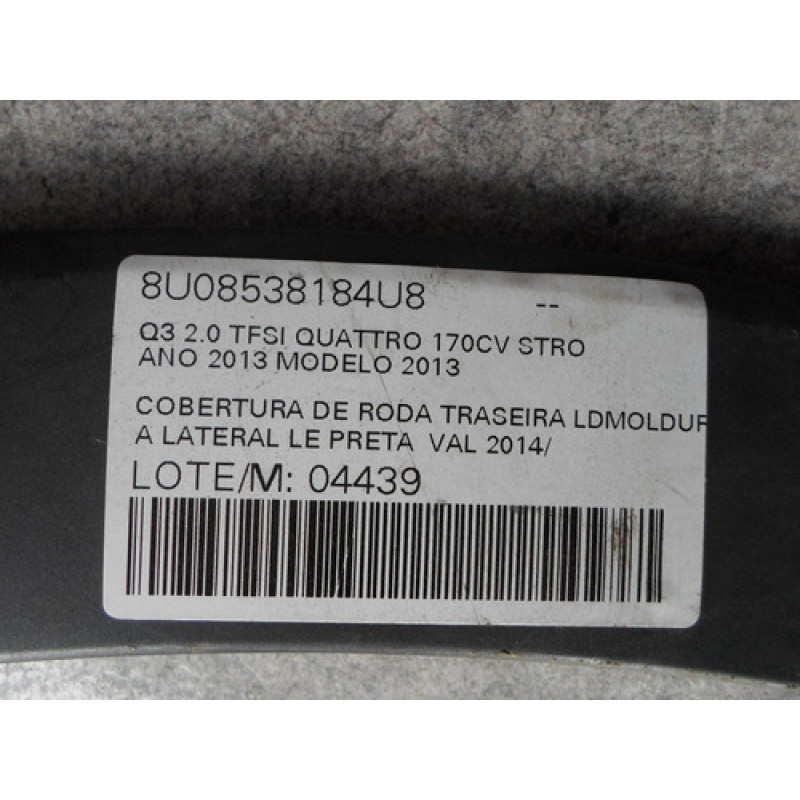 8U08538184U8 --
Q3 2.0 TFSI QUATTRO 170CV STRO
ANO 2013 MODELO 2013
COBERTURA DE RODA TRASEIRA LDMOLDUR
A LATERAL LE PRETA VAL 2014/
LOTE/M: 04439